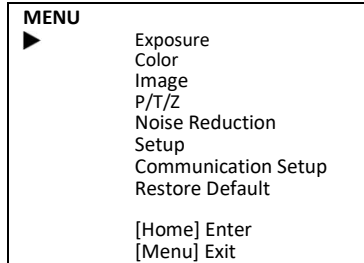 MENU
Exposure
Color
Image
P/T/Z
Noise Reduction
Setup
Communication Setup
Restore Default
[Home] Enter
[Menu] Exit